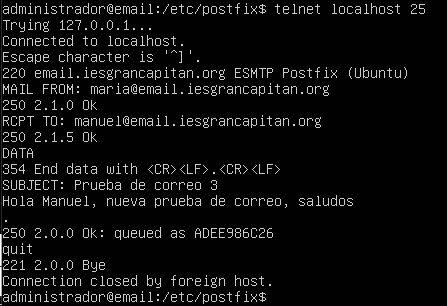 administrador@email:/etc/postfix$ telnet localhost 25
Trying 127.0.0.1...
Connected to localhost.
Escape character is '^]'.
220 email.iesgrancapitan.org ESMTP Postfix (Ubuntu)
MAIL FROM: maria@email.iesgrancapitan.org
250 2.1.0 Ok
RCPT TO: manuel@email.iesgrancapitan.org
250 2.1.5 Ok
DATA
354 End data with <CR><LF>.<CR><LF>
SUBJECT: Prueba de correo 3
Hola Manuel, nueva prueba de correo, saludos
.
250 2.0.0 Ok: queued as ADEE986C26
quit
221 2.0.0 Bye
Connection closed by foreign host.
administrador@email:/etc/postfix$